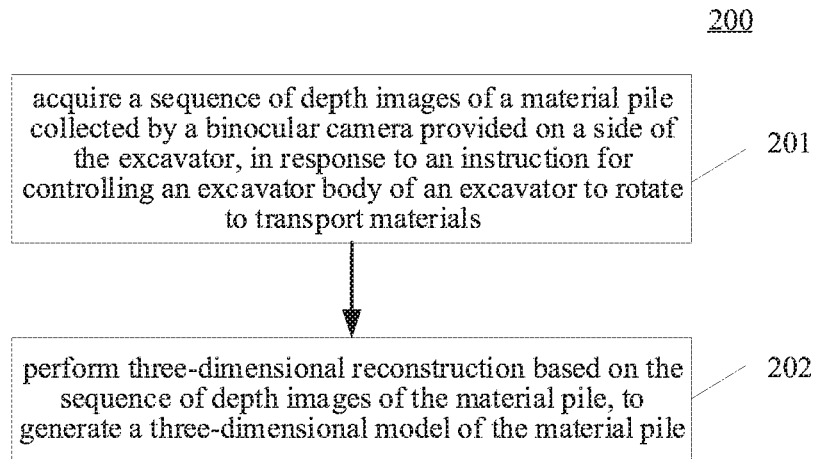 200
acquire a sequence of depth images of a material pile
collected by a binocular camera provided on a side of
the excavator, in response to an instruction for
controlling an excavator body of an excavator to rotate
to transport materials
201
perform three-dimensional reconstruction based on the
sequence of depth images of the material pile, to
generate a three-dimensional model of the material pile
202